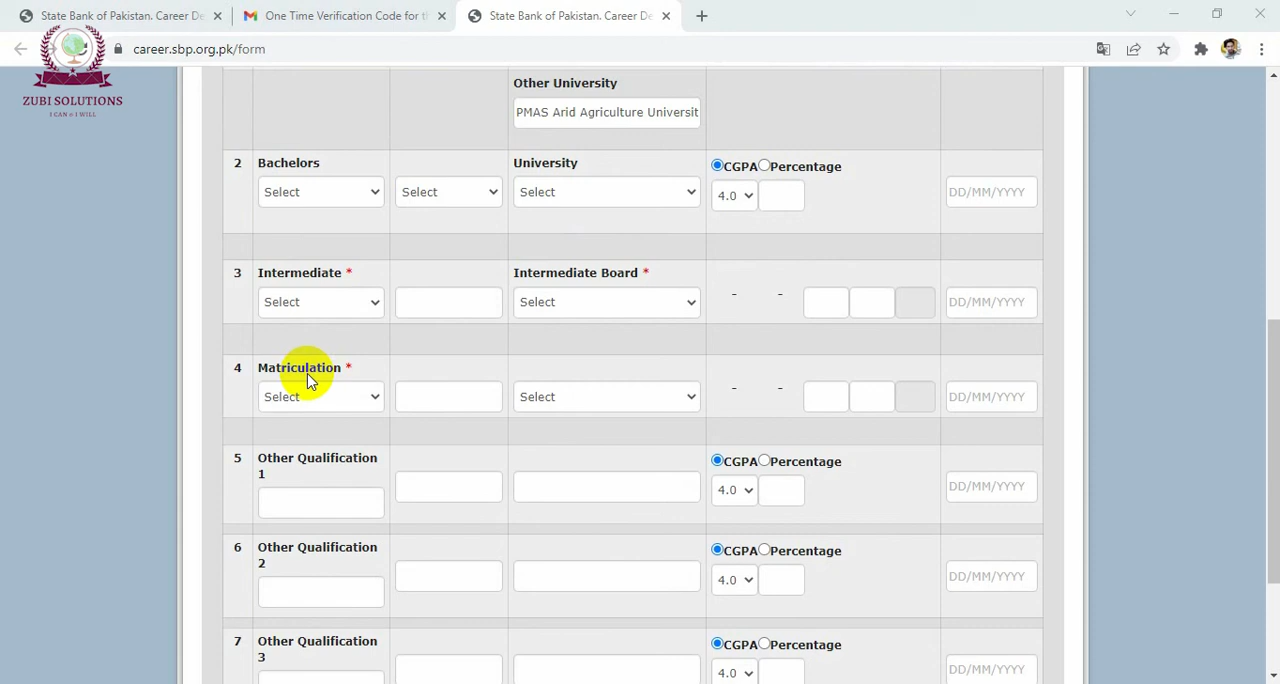 State Bank of Pakistan. Career De
One Time Verification Code for th
State Bank of Pakistan. Career De
career.sbp.org.pk/form
ZUBI SOLUTIONS
I CAN & I WILL
Other University
PMAS Arid Agriculture Universit
2 Bachelors University CGPA Percentage
Select Select Select 4.0 DD/MM/YYYY
3 Intermediate * Intermediate Board * - -
Select Select DD/MM/YYYY
4 Matriculation * - -
Select Select DD/MM/YYYY
5 Other Qualification CGPA Percentage
1 4.0 DD/MM/YYYY
6 Other Qualification CGPA Percentage
2 4.0 DD/MM/YYYY
7 Other Qualification CGPA Percentage
3 4.0 DD/MM/YYYY